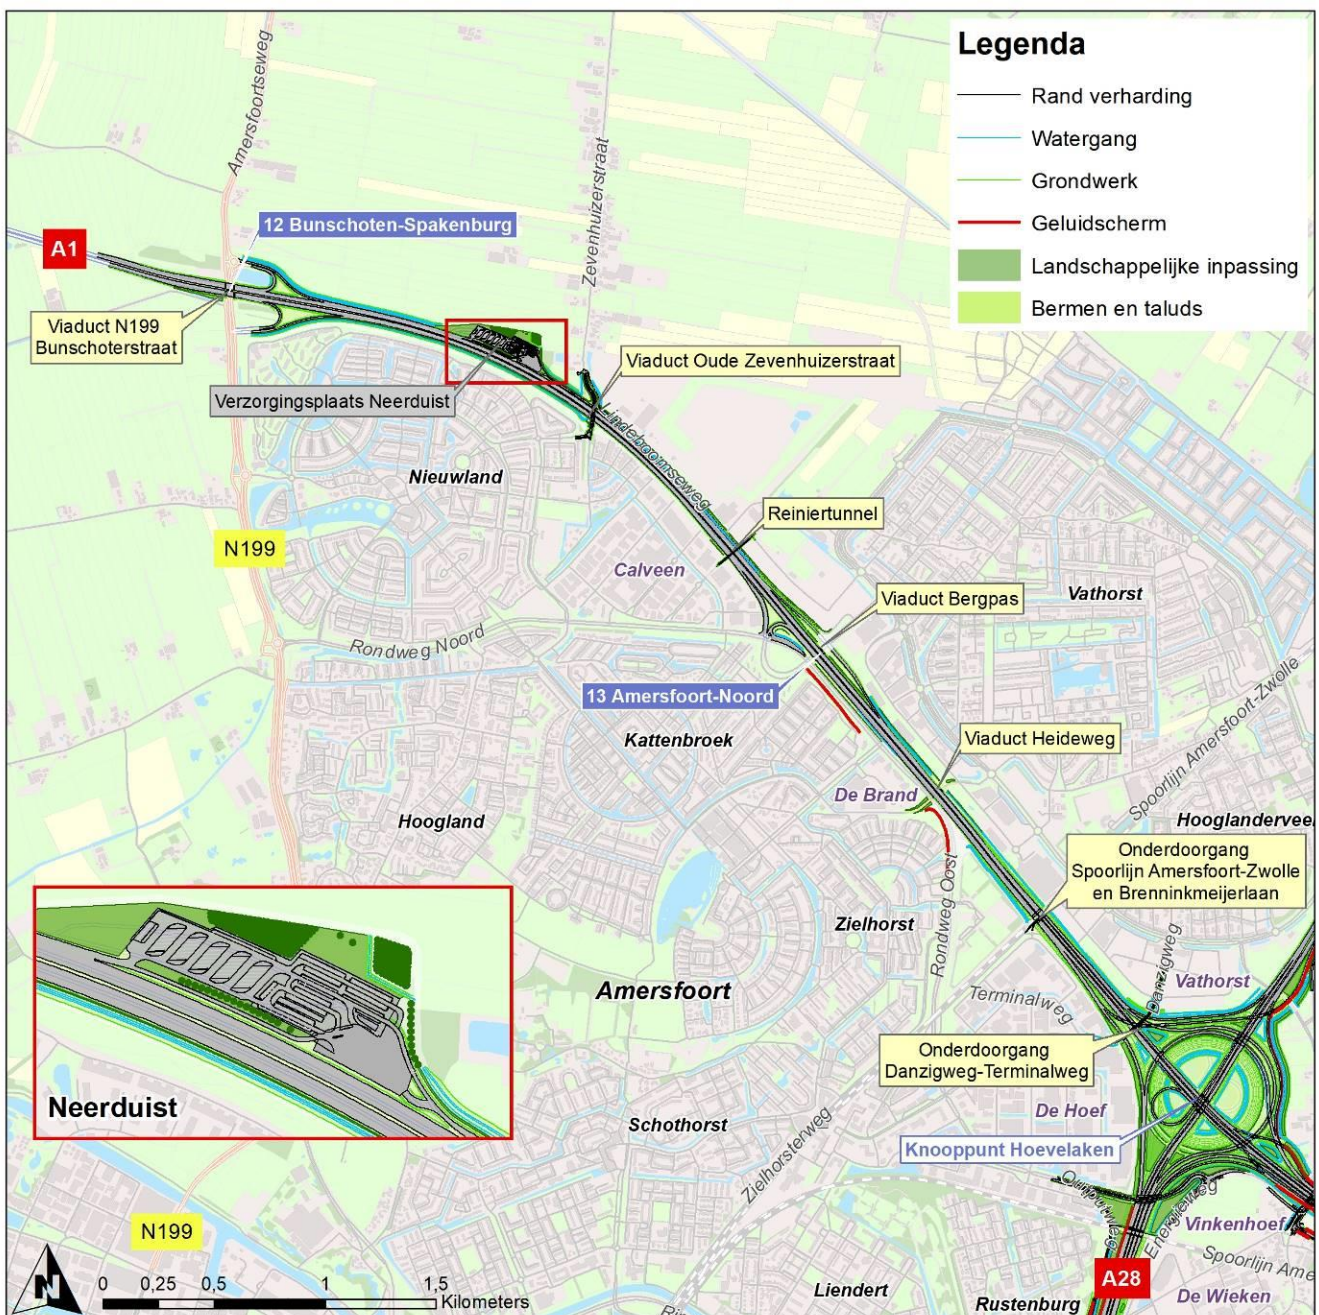 Legenda
Rand verharding
Watergang
Grondwerk
Geluidscherm
Landschappelijke inpassing
Bermen en taluds
Amersfoortseweg
Zevenhuizerstraat
12 Bunschoten-Spakenburg
A1
Viaduct N199
Bunschoterstraat
Viaduct Oude Zevenhuizerstraat
Verzorgingsplaats Neerduist
Lindeboomseweg
Nieuwland
Reiniertunnel
N199
Calveen
Viaduct Bergpas
Vathorst
Rondweg Noord
13 Amersfoort-Noord
Spoorlijn Amersfoort-Zwolle
Kattenbroek
Viaduct Heideweg
De Brand
Hoogland
Hooglanderveen
Onderdoorgang
Spoorlijn Amersfoort-Zwolle
en Brenninkmeijerlaan
Zielhorst
Rondweg Oost
Danzigweg
Vathorst
Amersfoort
Terminalweg
Onderdoorgang
Danzigweg-Terminalweg
Neerduist
De Hoef
Schothorst
Knooppunt Hoevelaken
Zielhorsterweg
Energieweg
Vinkenhoef
N199
Spoorlijn Ame
A28
N
0 0,25 0,5 1 1,5
Kilometers
Liendert
Rustenburg
De Wieken